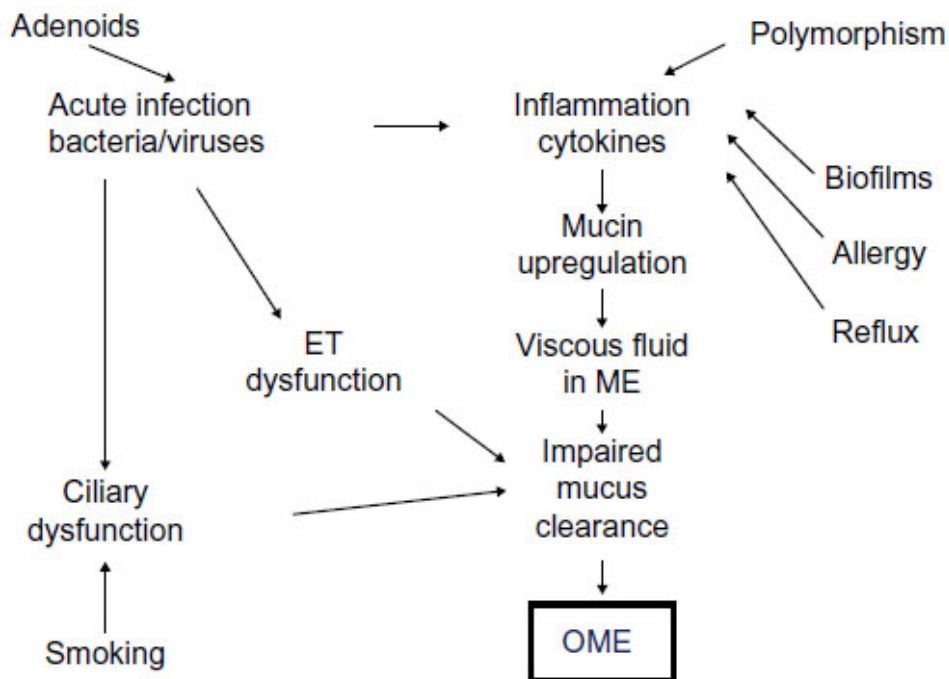 Adenoids
Polymorphism
Acute infection
bacteria/viruses
Inflammation
cytokines
Biofilms
Allergy
Reflux
Mucin
upregulation
ET
dysfunction
Viscous fluid
in ME
Impaired
mucus
clearance
Ciliary
dysfunction
Smoking
OME